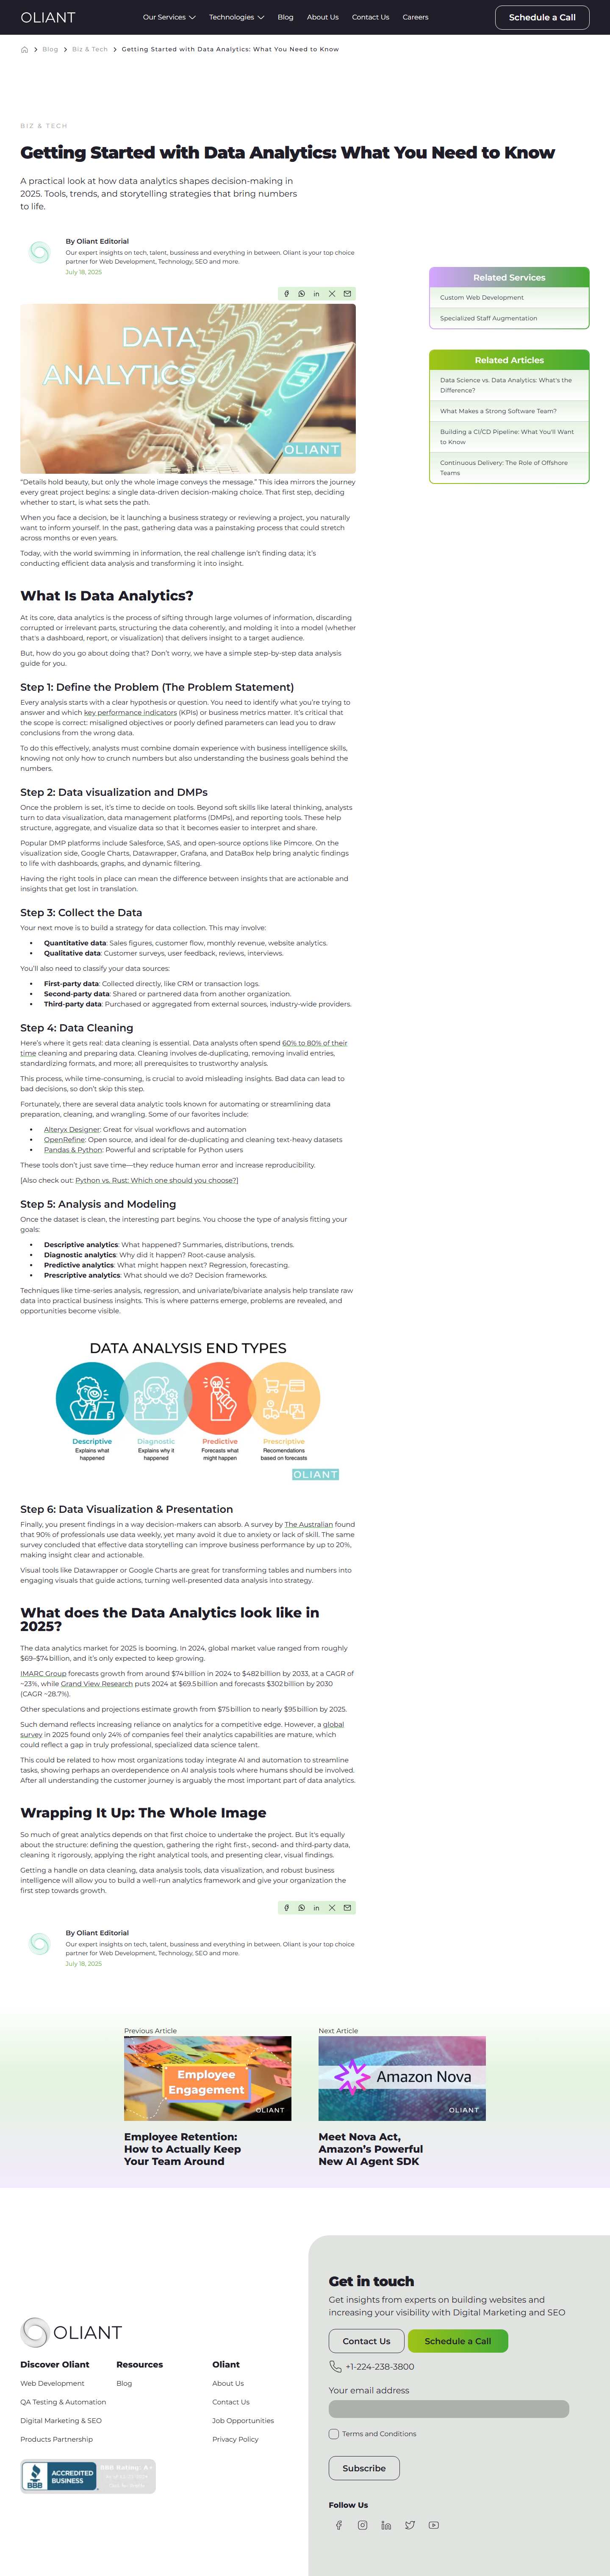 OLIANT
Our Services
Technologies
Blog
About Us
Contact Us
Careers
Schedule a Call
Blog
Biz & Tech
Getting Started with Data Analytics: What You Need to Know
BIZ & TECH
Getting Started with Data Analytics: What You Need to Know
A practical look at how data analytics shapes decision-making in
2025. Tools, trends, and storytelling strategies that bring numbers
to life.
By Oliant Editorial
Our expert insights on tech, talent, bussiness and everything in between. Oliant is your top choice
partner for Web Development, Technology, SEO and more.
July 18, 2025
Related Services
Custom Web Development
Specialized Staff Augmentation
Related Articles
Data Science vs. Data Analytics: What's the
Difference?
What Makes a Strong Software Team?
Building a CI/CD Pipeline: What You'll Want
to Know
Continuous Delivery: The Role of Offshore
Teams
DATA
ANALYTICS
OLIANT
“Details hold beauty, but only the whole image conveys the message.” This idea mirrors the journey
every great project begins: a single data-driven decision-making choice. That first step, deciding
whether to start, is what sets the path.
When you face a decision, be it launching a business strategy or reviewing a project, you naturally
want to inform yourself. In the past, gathering data was a painstaking process that could stretch
across months or even years.
Today, with the world swimming in information, the real challenge isn’t finding data; it’s
conducting efficient data analysis and transforming it into insight.
What Is Data Analytics?
At its core, data analytics is the process of sifting through large volumes of information, discarding
corrupted or irrelevant parts, structuring the data coherently, and molding it into a model (whether
that's a dashboard, report, or visualization) that delivers insight to a target audience.
But, how do you go about doing that? Don’t worry, we have a simple step-by-step data analysis
guide for you.
Step 1: Define the Problem (The Problem Statement)
Every analysis starts with a clear hypothesis or question. You need to identify what you’re trying to
answer and which key performance indicators (KPIs) or business metrics matter. It’s critical that
the scope is correct: misaligned objectives or poorly defined parameters can lead you to draw
conclusions from the wrong data.
To do this effectively, analysts must combine domain experience with business intelligence skills,
knowing not only how to crunch numbers but also understanding the business goals behind the
numbers.
Step 2: Data visualization and DMPs
Once the problem is set, it’s time to decide on tools. Beyond soft skills like lateral thinking, analysts
turn to data visualization, data management platforms (DMPs), and reporting tools. These help
structure, aggregate, and visualize data so that it becomes easier to interpret and share.
Popular DMP platforms include Salesforce, SAS, and open-source options like Pimcore. On the
visualization side, Google Charts, Datawrapper, Grafana, and DataBox help bring analytic findings
to life with dashboards, graphs, and dynamic filtering.
Having the right tools in place can mean the difference between insights that are actionable and
insights that get lost in translation.
Step 3: Collect the Data
Your next move is to build a strategy for data collection. This may involve:
• Quantitative data: Sales figures, customer flow, monthly revenue, website analytics.
• Qualitative data: Customer surveys, user feedback, reviews, interviews.
You’ll also need to classify your data sources:
• First-party data: Collected directly, like CRM or transaction logs.
• Second-party data: Shared or partnered data from another organization.
• Third-party data: Purchased or aggregated from external sources, industry-wide providers.
Step 4: Data Cleaning
Here’s where it gets real: data cleaning is essential. Data analysts often spend 60% to 80% of their
time cleaning and preparing data. Cleaning involves de-duplicating, removing invalid entries,
standardizing formats, and more; all prerequisites to trustworthy analysis.
This process, while time-consuming, is crucial to avoid misleading insights. Bad data can lead to
bad decisions, so don’t skip this step.
Fortunately, there are several data analytic tools known for automating or streamlining data
preparation, cleaning, and wrangling. Some of our favorites include:
• Alteryx Designer: Great for visual workflows and automation
• OpenRefine: Open source, and ideal for de-duplicating and cleaning text-heavy datasets
• Pandas & Python: Powerful and scriptable for Python users
These tools don’t just save time—they reduce human error and increase reproducibility.
[Also check out: Python vs. Rust: Which one should you choose?]
Step 5: Analysis and Modeling
Once the dataset is clean, the interesting part begins. You choose the type of analysis fitting your
goals:
• Descriptive analytics: What happened? Summaries, distributions, trends.
• Diagnostic analytics: Why did it happen? Root-cause analysis.
• Predictive analytics: What might happen next? Regression, forecasting.
• Prescriptive analytics: What should we do? Decision frameworks.
Techniques like time-series analysis, regression, and univariate/bivariate analysis help translate raw
data into practical business insights. This is where patterns emerge, problems are revealed, and
opportunities become visible.
DATA ANALYSIS END TYPES
Descriptive
Explains what
happened
Diagnostic
Explains why it
happened
Predictive
Forecasts what
might happen
Prescriptive
Recomendations
based on forecasts
OLIANT
Step 6: Data Visualization & Presentation
Finally, you present findings in a way decision-makers can absorb. A survey by The Australian found
that 90% of professionals use data weekly, yet many avoid it due to anxiety or lack of skill. The same
survey concluded that effective data storytelling can improve business performance by up to 20%,
making insight clear and actionable.
Visual tools like Datawrapper or Google Charts are great for transforming tables and numbers into
engaging visuals that guide actions, turning well-presented data analysis into strategy.
What does the Data Analytics look like in
2025?
The data analytics market for 2025 is booming. In 2024, global market value ranged from roughly
$69–$74 billion, and it’s only expected to keep growing.
IMARC Group forecasts growth from around $74 billion in 2024 to $482 billion by 2033, at a CAGR of
~23%, while Grand View Research puts 2024 at $69.5 billion and forecasts $302 billion by 2030
(CAGR ~28.7%).
Other speculations and projections estimate growth from $75 billion to nearly $95 billion by 2025.
Such demand reflects increasing reliance on analytics for a competitive edge. However, a global
survey in 2025 found only 24% of companies feel their analytics capabilities are mature, which
could reflect a gap in truly professional, specialized data science talent.
This could be related to how most organizations today integrate AI and automation to streamline
tasks, showing perhaps an overdependence on AI analysis tools where humans should be involved.
After all understanding the customer journey is arguably the most important part of data analytics.
Wrapping It Up: The Whole Image
So much of great analytics depends on that first choice to undertake the project. But it's equally
about the structure: defining the question, gathering the right first-, second- and third-party data,
cleaning it rigorously, applying the right analytical tools, and presenting clear, visual findings.
Getting a handle on data cleaning, data analysis tools, data visualization, and robust business
intelligence will allow you to build a well-run analytics framework and give your organization the
first step towards growth.
By Oliant Editorial
Our expert insights on tech, talent, bussiness and everything in between. Oliant is your top choice
partner for Web Development, Technology, SEO and more.
July 18, 2025
Previous Article
Employee
Engagement
OLIANT
Employee Retention:
How to Actually Keep
Your Team Around
Next Article
Amazon Nova
OLIANT
Meet Nova Act,
Amazon’s Powerful
New AI Agent SDK
OLIANT
Discover Oliant
Web Development
QA Testing & Automation
Digital Marketing & SEO
Products Partnership
Resources
Blog
Oliant
About Us
Contact Us
Job Opportunities
Privacy Policy
BBB
ACCREDITED
BUSINESS
BBB Rating: A+
Get in touch
Get insights from experts on building websites and
increasing your visibility with Digital Marketing and SEO
Contact Us
Schedule a Call
+1-224-238-3800
Your email address
Terms and Conditions
Subscribe
Follow Us